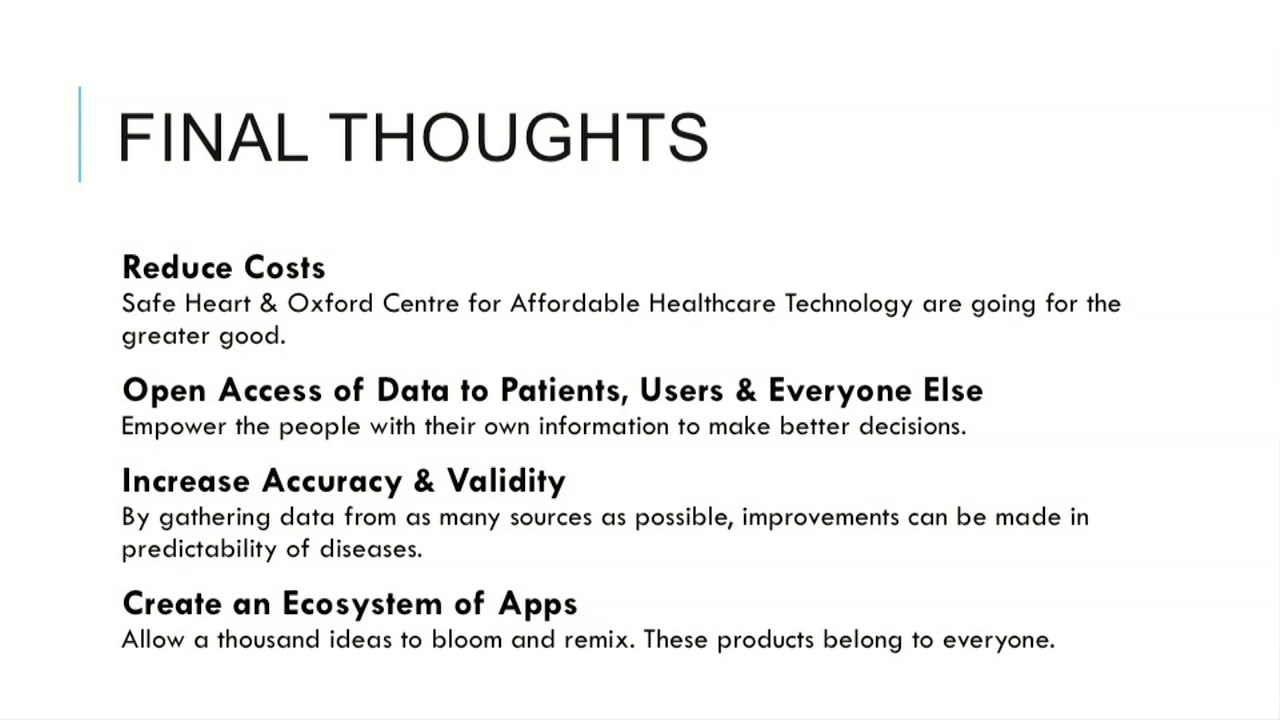 FINAL THOUGHTS
Reduce Costs
Safe Heart & Oxford Centre for Affordable Healthcare Technology are going for the
greater good.
Open Access of Data to Patients, Users & Everyone Else
Empower the people with their own information to make better decisions.
Increase Accuracy & Validity
By gathering data from as many sources as possible, improvements can be made in
predictability of diseases.
Create an Ecosystem of Apps
Allow a thousand ideas to bloom and remix. These products belong to everyone.